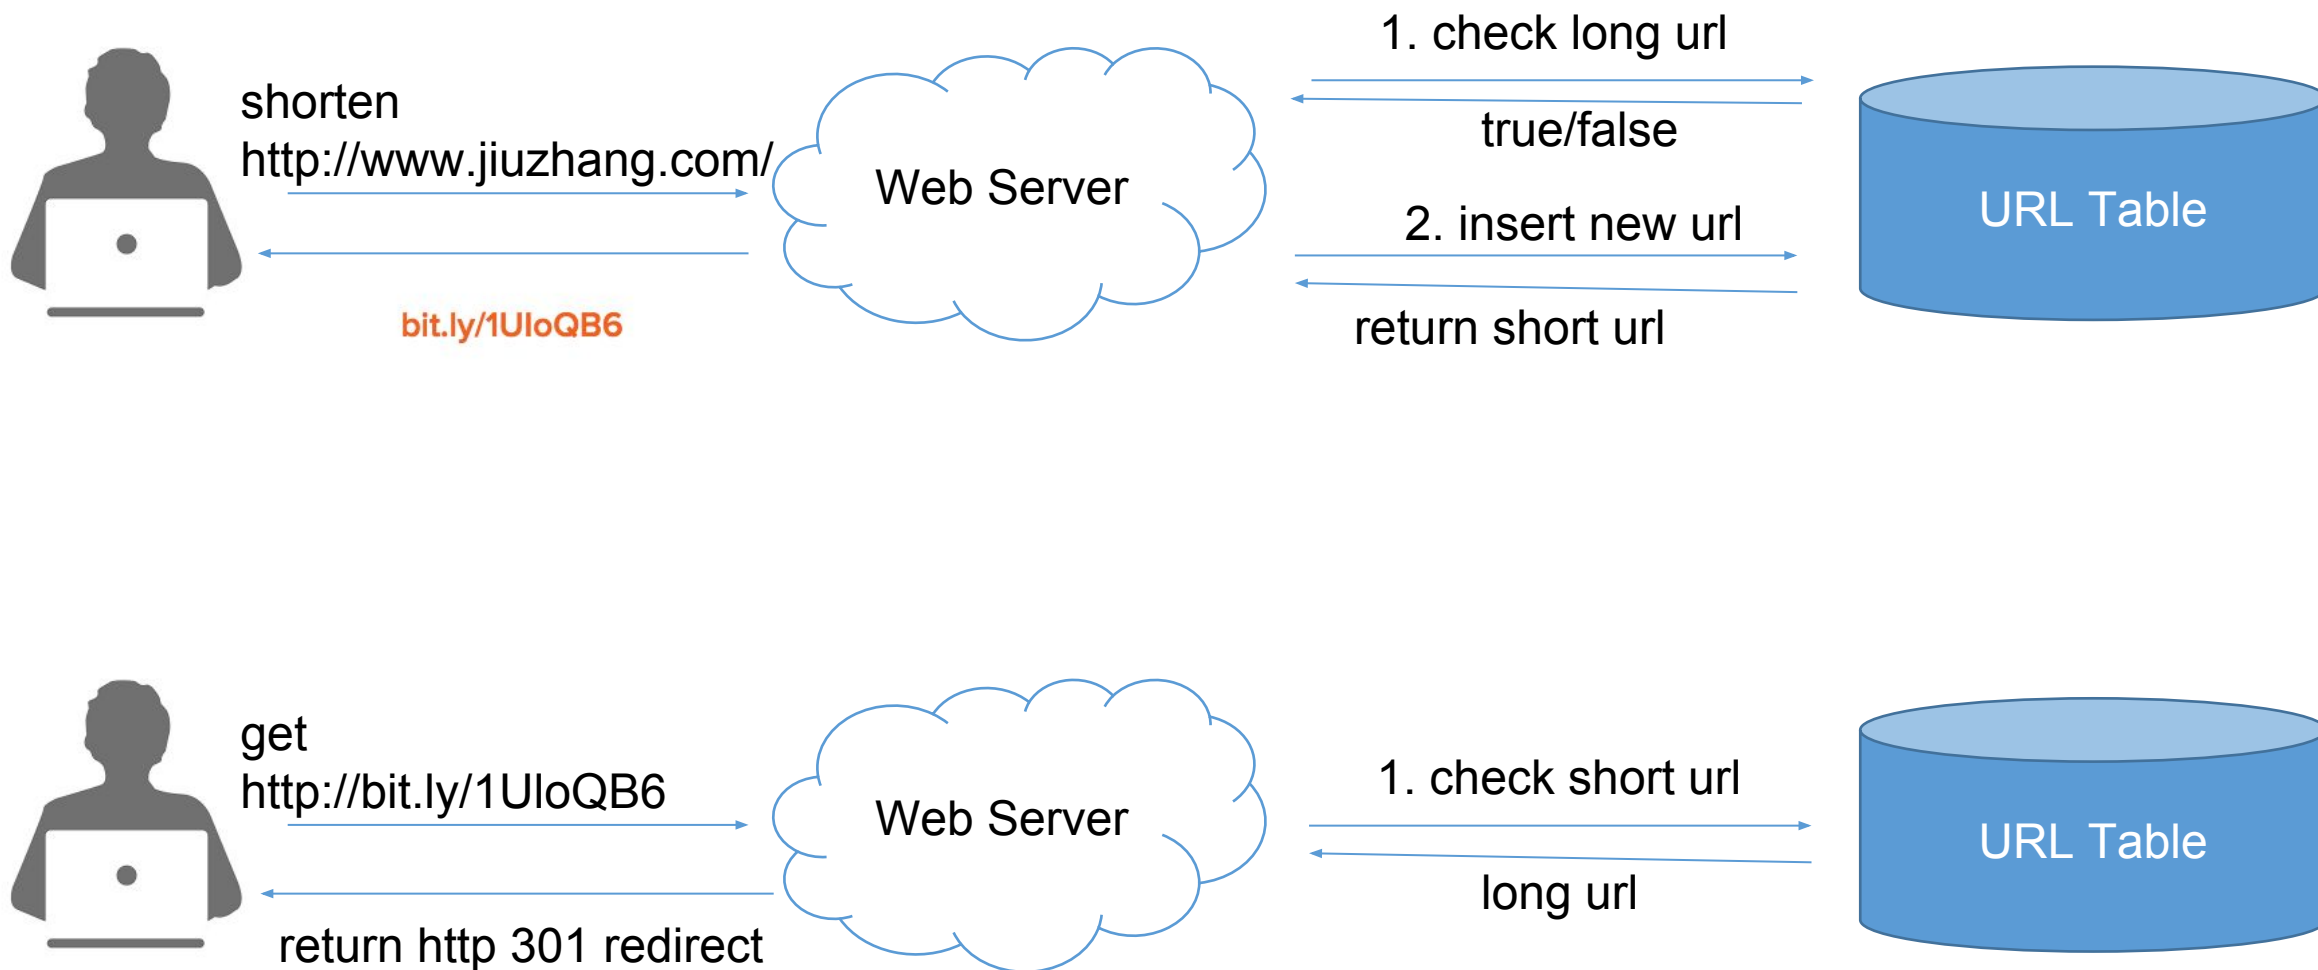 shorten
http://www.jiuzhang.com/
bit.ly/1UloQB6
Web Server
1. check long url
true/false
2. insert new url
return short url
URL Table
get
http://bit.ly/1UloQB6
return http 301 redirect
Web Server
1. check short url
long url
URL Table